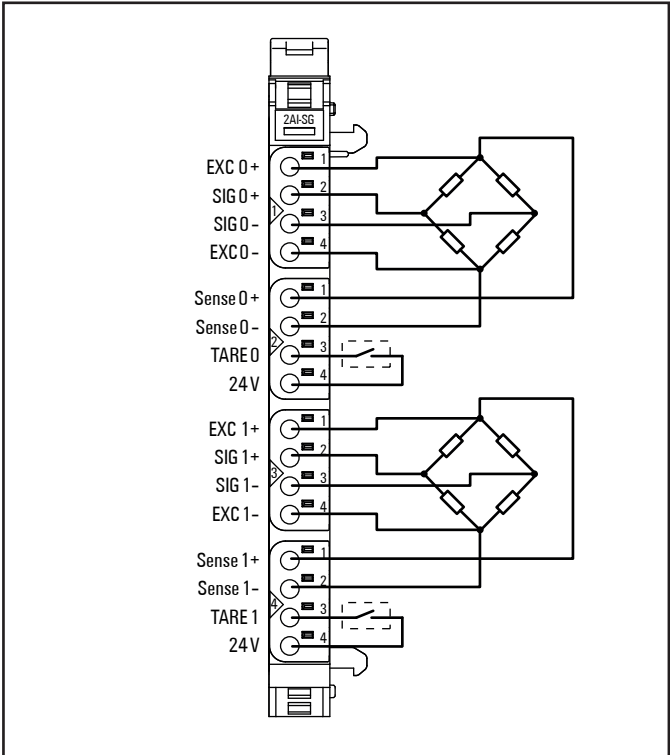 2AI-SG
EXC 0+ 1
SIG 0+ 2
1
SIG 0- 3
EXC 0- 4
Sense 0+ 1
Sense 0- 2
2
TARE 0 3
24 V 4
EXC 1+ 1
SIG 1+ 2
3
SIG 1- 3
EXC 1- 4
Sense 1+ 1
Sense 1- 2
4
TARE 1 3
24 V 4